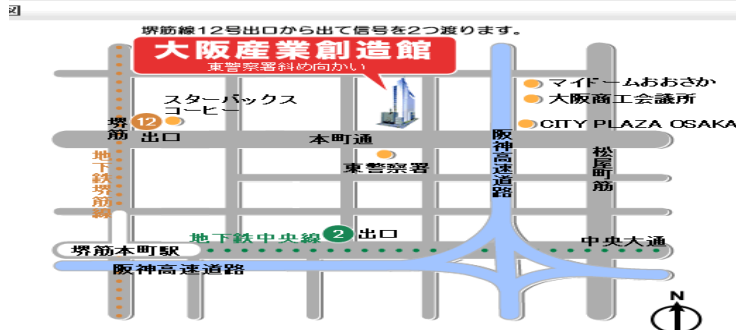 図
堺筋線12号出口から出て信号を2つ渡ります。
大阪産業創造館
東警察署斜め向かい
マイドームおおさか
大阪商工会議所
CITY PLAZA OSAKA
スターバックス
コーヒー
堺筋
12
出口
本町通
東警察署
阪神高速道路
松屋町筋
地下鉄堺筋線
地下鉄中央線
2
出口
堺筋本町駅
中央大通
阪神高速道路
N